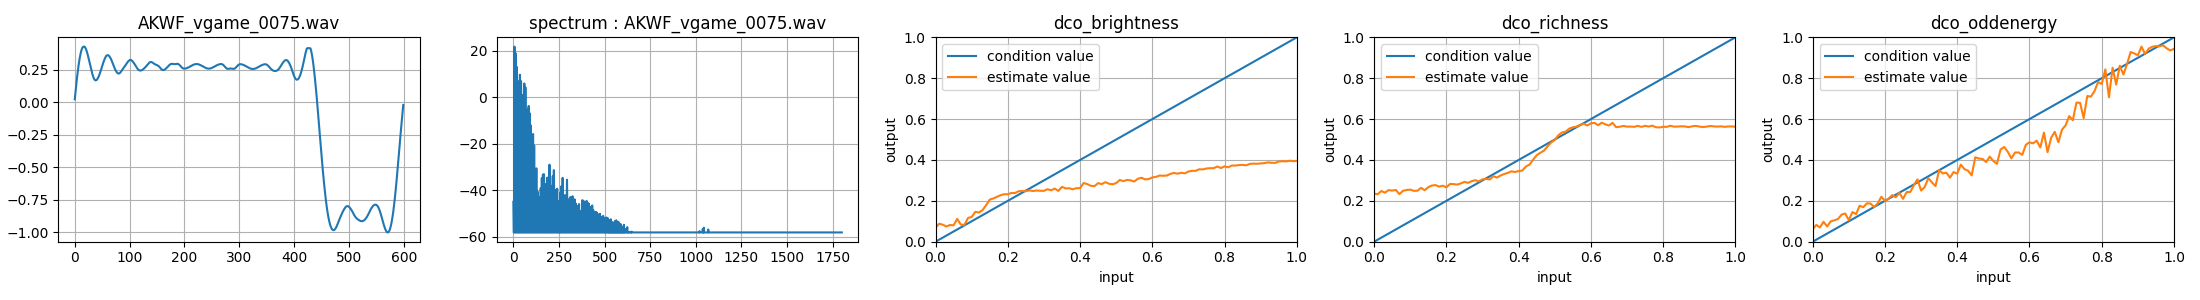 AKWF_vgame_0075.wav
0.25
0.00
−0.25
−0.50
−0.75
−1.00
0 100 200 300 400 500 600
spectrum : AKWF_vgame_0075.wav
20
0
−20
−40
−60
0 250 500 750 1000 1250 1500 1750
dco_brightness
condition value
estimate value
output
1.0
0.8
0.6
0.4
0.2
0.0
0.0 0.2 0.4 0.6 0.8 1.0
input
dco_richness
condition value
estimate value
output
1.0
0.8
0.6
0.4
0.2
0.0
0.0 0.2 0.4 0.6 0.8 1.0
input
dco_oddenergy
condition value
estimate value
output
1.0
0.8
0.6
0.4
0.2
0.0
0.0 0.2 0.4 0.6 0.8 1.0
input